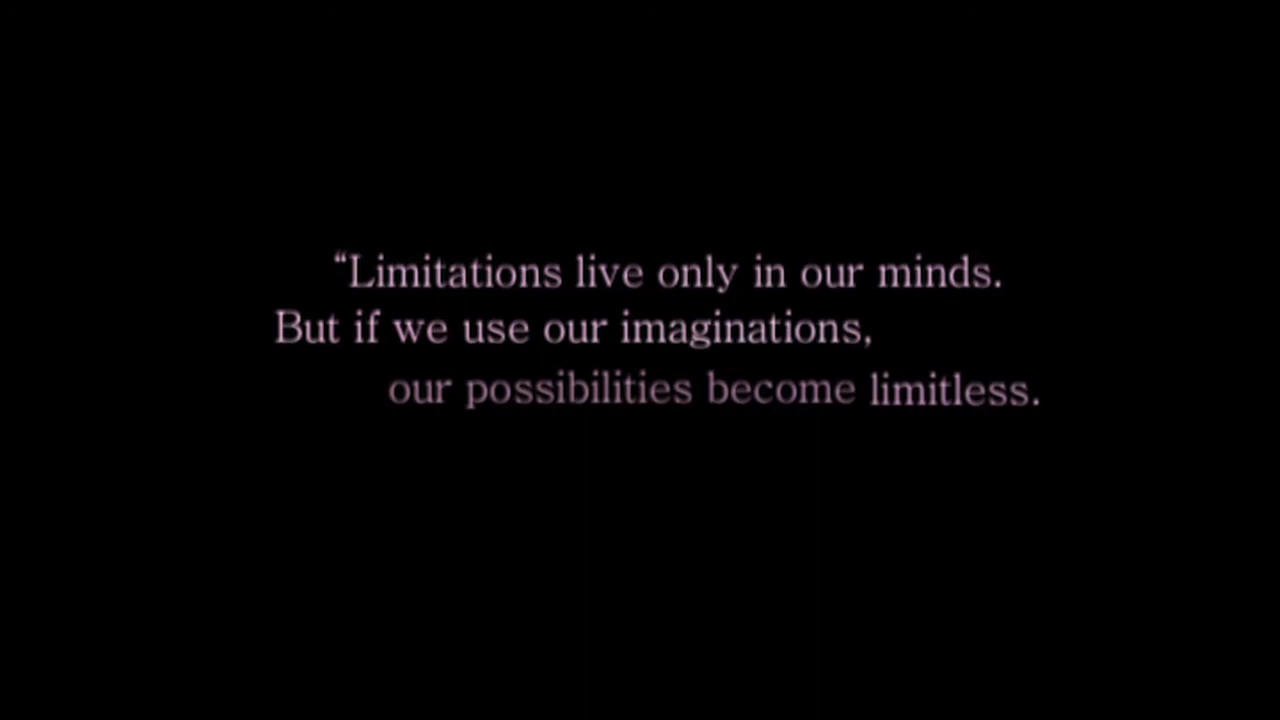 “Limitations live only in our minds.
But if we use our imaginations,
our possibilities become limitless.